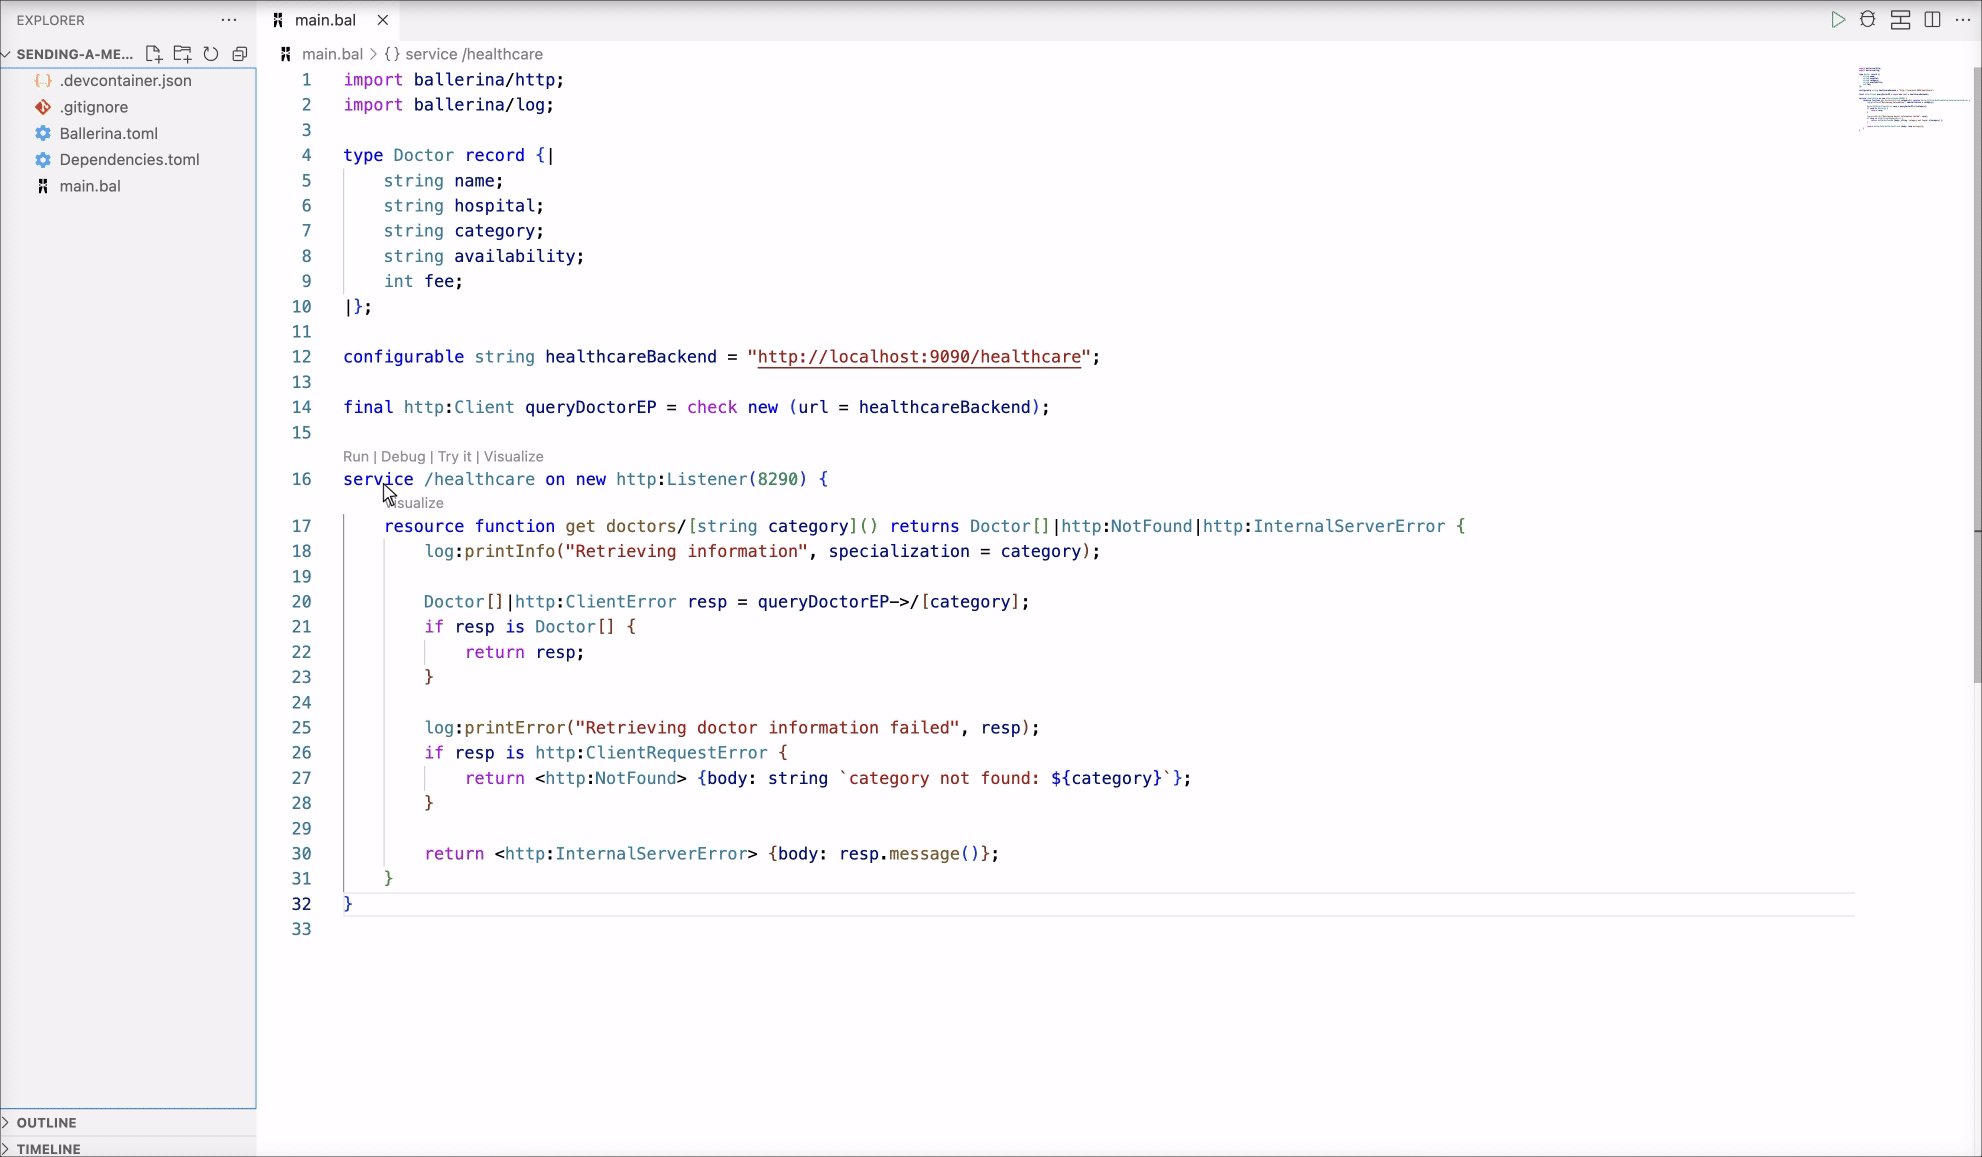 EXPLORER
SENDING-A-ME...
.devcontainer.json
.gitignore
Ballerina.toml
Dependencies.toml
main.bal
OUTLINE
TIMELINE
main.bal
main.bal > {} service /healthcare
1 import ballerina/http;
2 import ballerina/log;
3
4 type Doctor record {|
5 string name;
6 string hospital;
7 string category;
8 string availability;
9 int fee;
10 |};
11
12 configurable string healthcareBackend = "http://localhost:9090/healthcare";
13
14 final http:Client queryDoctorEP = check new (url = healthcareBackend);
15
Run | Debug | Try it | Visualize
16 service /healthcare on new http:Listener(8290) {
Visualize
17 resource function get doctors/[string category]() returns Doctor[]|http:NotFound|http:InternalServerError {
18 log:printInfo("Retrieving information", specialization = category);
19
20 Doctor[]|http:ClientError resp = queryDoctorEP->/[category];
21 if resp is Doctor[] {
22 return resp;
23 }
24
25 log:printError("Retrieving doctor information failed", resp);
26 if resp is http:ClientRequestError {
27 return <http:NotFound> {body: string `category not found: ${category}`};
28 }
29
30 return <http:InternalServerError> {body: resp.message()};
31 }
32 }
33